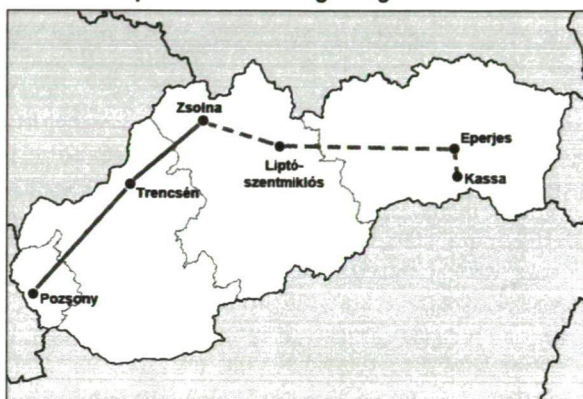 Zsolna
Eperjes
Liptó-
szentmiklós
Kassa
Trencsén
Pozsony